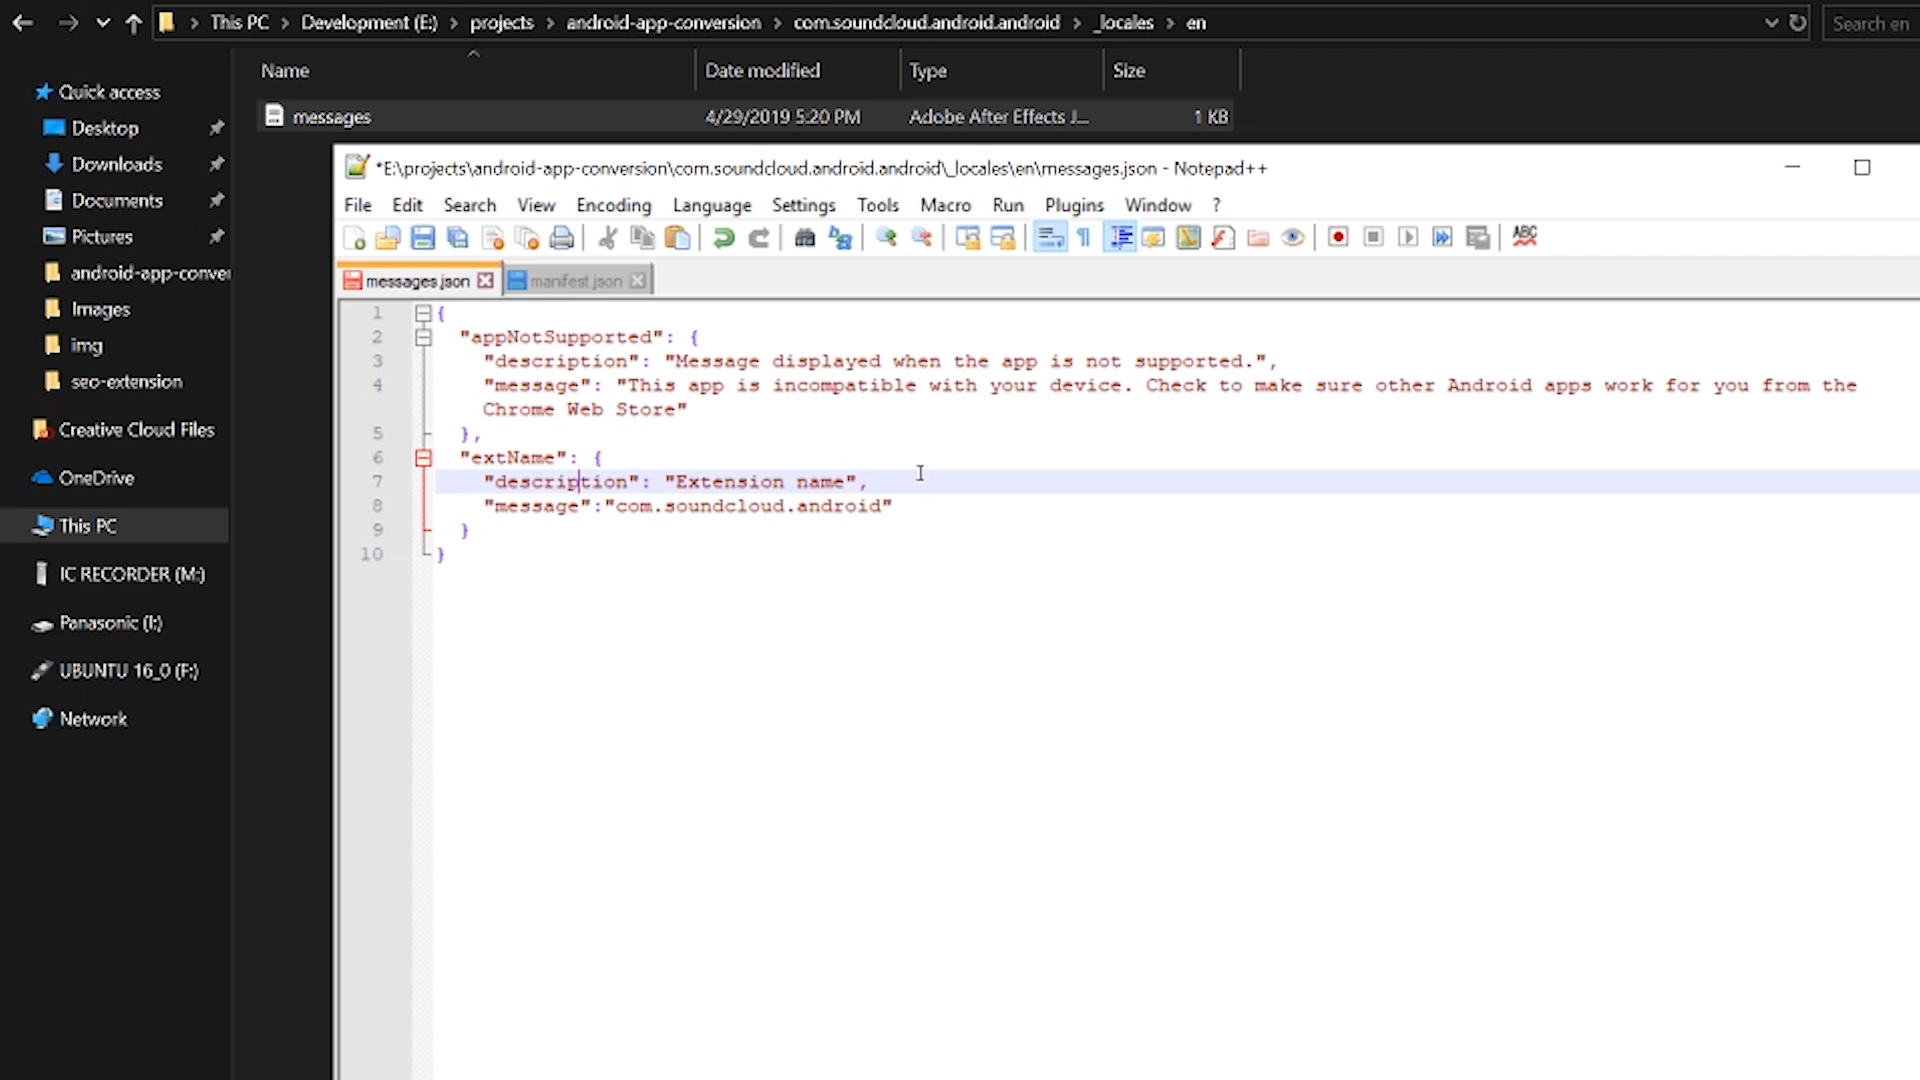 This PC > Development (E:) > projects > android-app-conversion > com.soundcloud.android.android > _locales > en
Search en
Name
Date modified
Type
Size
Quick access
Desktop
Downloads
Documents
Pictures
android-app-conver
Images
img
seo-extension
Creative Cloud Files
OneDrive
This PC
IC RECORDER (M:)
Panasonic (I:)
UBUNTU 16_0 (F:)
Network
messages 4/29/2019 5:20 PM Adobe After Effects J... 1 KB
*E:\projects\android-app-conversion\com.soundcloud.android.android\_locales\en\messages.json - Notepad++
File Edit Search View Encoding Language Settings Tools Macro Run Plugins Window ?
ABC
messages.json manifest.json
1 {
2 "appNotSupported": {
3 "description": "Message displayed when the app is not supported.",
4 "message": "This app is incompatible with your device. Check to make sure other Android apps work for you from the
Chrome Web Store"
5 },
6 "extName": {
7 "description": "Extension name",
8 "message":"com.soundcloud.android"
9 }
10 }